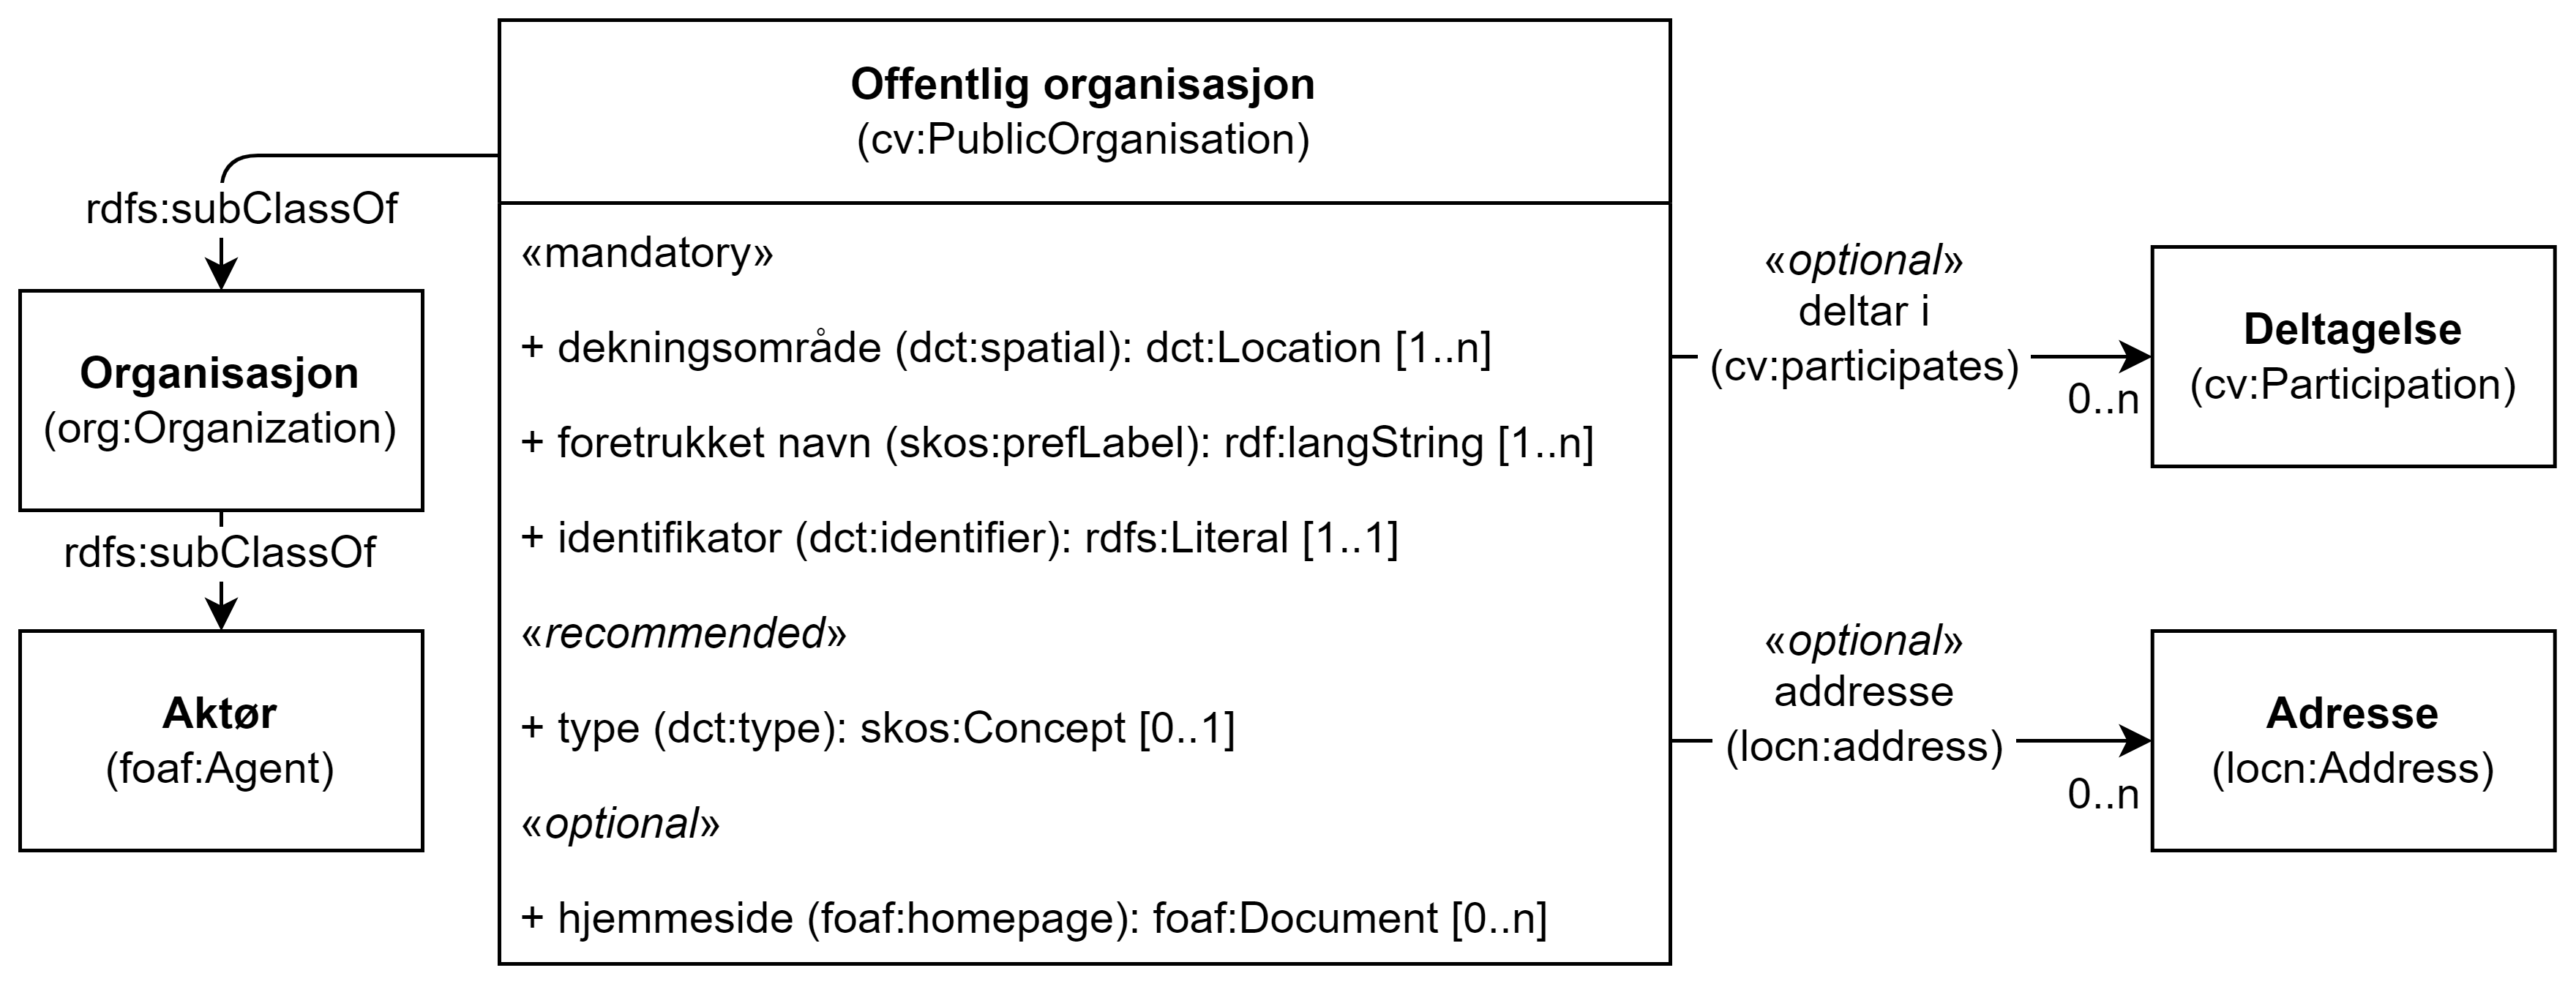 Offentlig organisasjon
(cv:PublicOrganisation)
rdfs:subClassOf
Organisasjon
(org:Organization)
rdfs:subClassOf
Aktør
(foaf:Agent)
«mandatory»
+ dekningsområde (dct:spatial): dct:Location [1..n]
+ foretrukket navn (skos:prefLabel): rdf:langString [1..n]
+ identifikator (dct:identifier): rdfs:Literal [1..1]
«recommended»
+ type (dct:type): skos:Concept [0..1]
«optional»
+ hjemmeside (foaf:homepage): foaf:Document [0..n]
«optional»
deltar i
(cv:participates)
0..n
Deltagelse
(cv:Participation)
«optional»
addresse
(locn:address)
0..n
Adresse
(locn:Address)